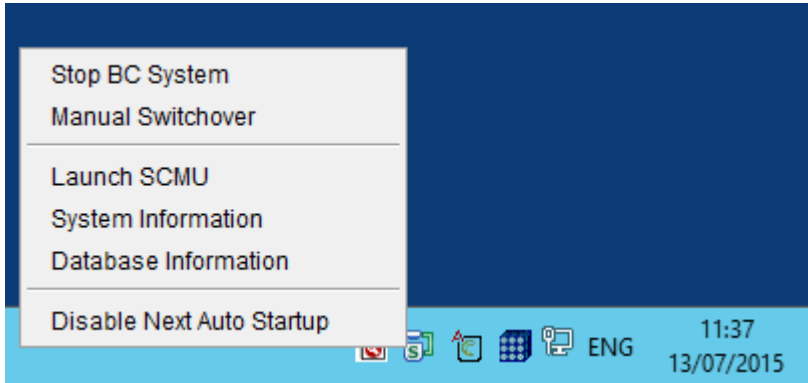 Stop BC System
Manual Switchover
Launch SCMU
System Information
Database Information
Disable Next Auto Startup
ENG
11:37
13/07/2015